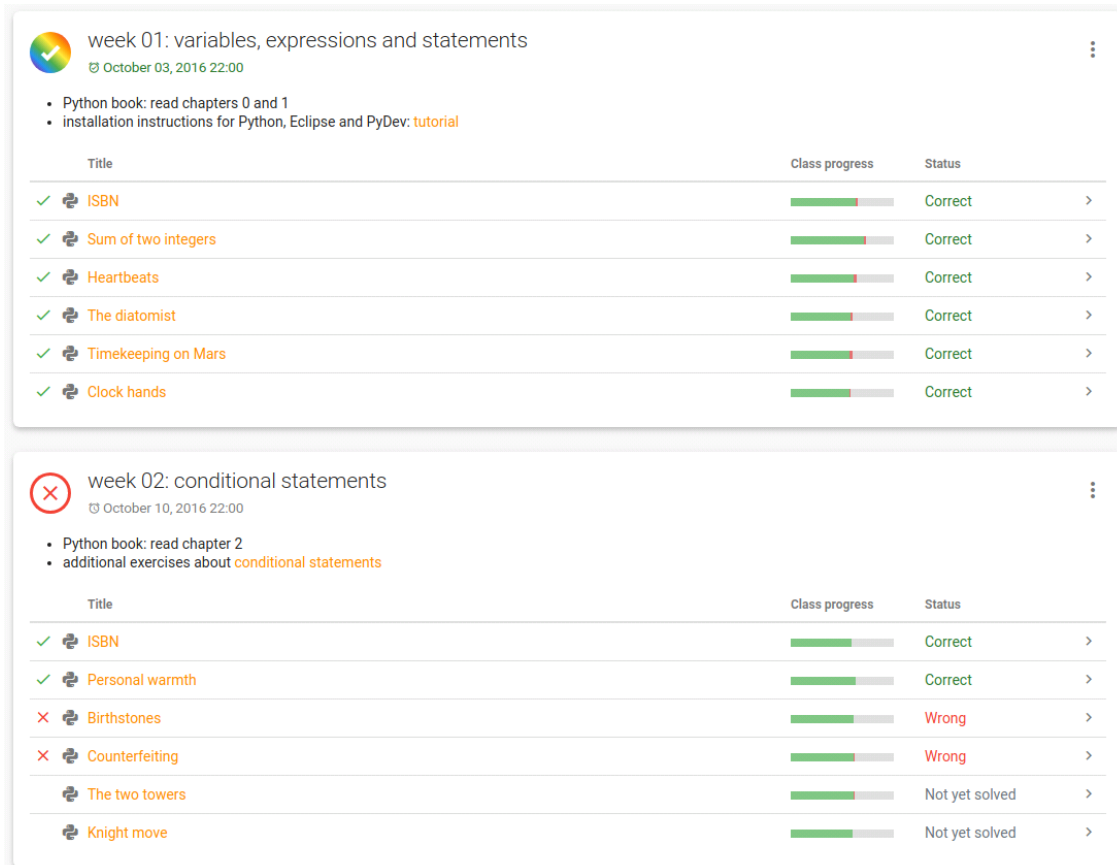 week 01: variables, expressions and statements
October 03, 2016 22:00
• Python book: read chapters 0 and 1
• installation instructions for Python, Eclipse and PyDev: tutorial
Title Class progress Status
ISBN Correct
Sum of two integers Correct
Heartbeats Correct
The diatomist Correct
Timekeeping on Mars Correct
Clock hands Correct
week 02: conditional statements
October 10, 2016 22:00
• Python book: read chapter 2
• additional exercises about conditional statements
Title Class progress Status
ISBN Correct
Personal warmth Correct
Birthstones Wrong
Counterfeiting Wrong
The two towers Not yet solved
Knight move Not yet solved